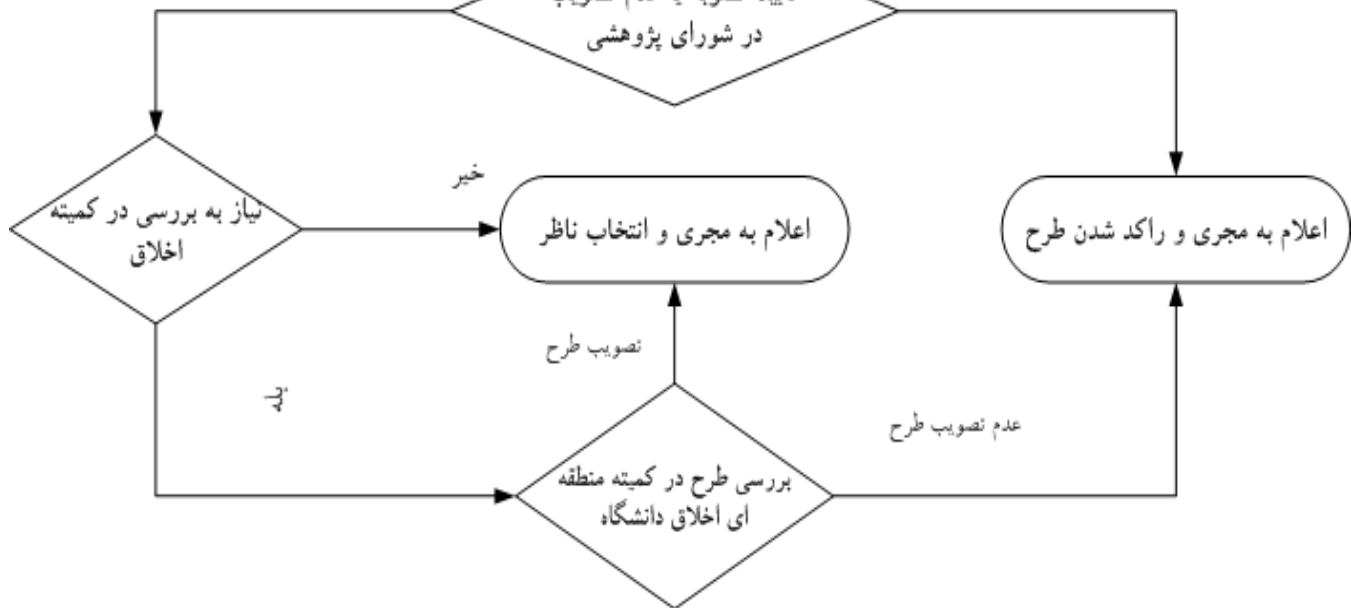 در شورای پژوهشی
خیر
نیاز به بررسی در کمیته
اخلاق
اعلام به مجری و انتخاب ناظر
اعلام به مجری و راکد شدن طرح
تصویب طرح
بله
عدم تصویب طرح
بررسی طرح در کمیته منطقه
ای اخلاق دانشگاه